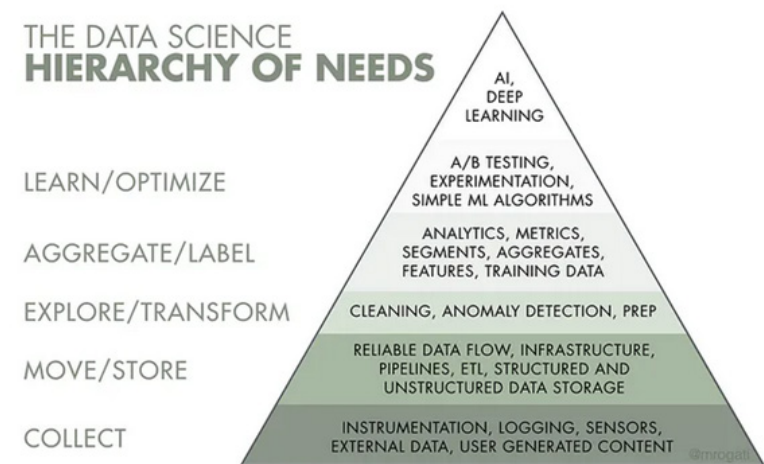 THE DATA SCIENCE
HIERARCHY OF NEEDS
AI,
DEEP
LEARNING
LEARN/OPTIMIZE
A/B TESTING,
EXPERIMENTATION,
SIMPLE ML ALGORITHMS
AGGREGATE/LABEL
ANALYTICS, METRICS,
SEGMENTS, AGGREGATES,
FEATURES, TRAINING DATA
EXPLORE/TRANSFORM
CLEANING, ANOMALY DETECTION, PREP
MOVE/STORE
RELIABLE DATA FLOW, INFRASTRUCTURE,
PIPELINES, ETL, STRUCTURED AND
UNSTRUCTURED DATA STORAGE
COLLECT
INSTRUMENTATION, LOGGING, SENSORS,
EXTERNAL DATA, USER GENERATED CONTENT
@mrogati